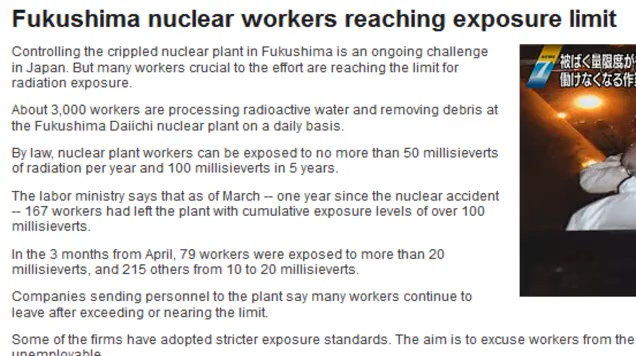 Fukushima nuclear workers reaching exposure limit
Controlling the crippled nuclear plant in Fukushima is an ongoing challenge
in Japan. But many workers crucial to the effort are reaching the limit for
radiation exposure.
About 3,000 workers are processing radioactive water and removing debris at
the Fukushima Daiichi nuclear plant on a daily basis.
By law, nuclear plant workers can be exposed to no more than 50 millisieverts
of radiation per year and 100 millisieverts in 5 years.
The labor ministry says that as of March -- one year since the nuclear accident
-- 167 workers had left the plant with cumulative exposure levels of over 100
millisieverts.
In the 3 months from April, 79 workers were exposed to more than 20
millisieverts, and 215 others from 10 to 20 millisieverts.
Companies sending personnel to the plant say many workers continue to
leave after exceeding or nearing the limit.
Some of the firms have adopted stricter exposure standards. The aim is to excuse workers from the
unemployable
NEWS
7
被ばく量限度が
働けなくなる作